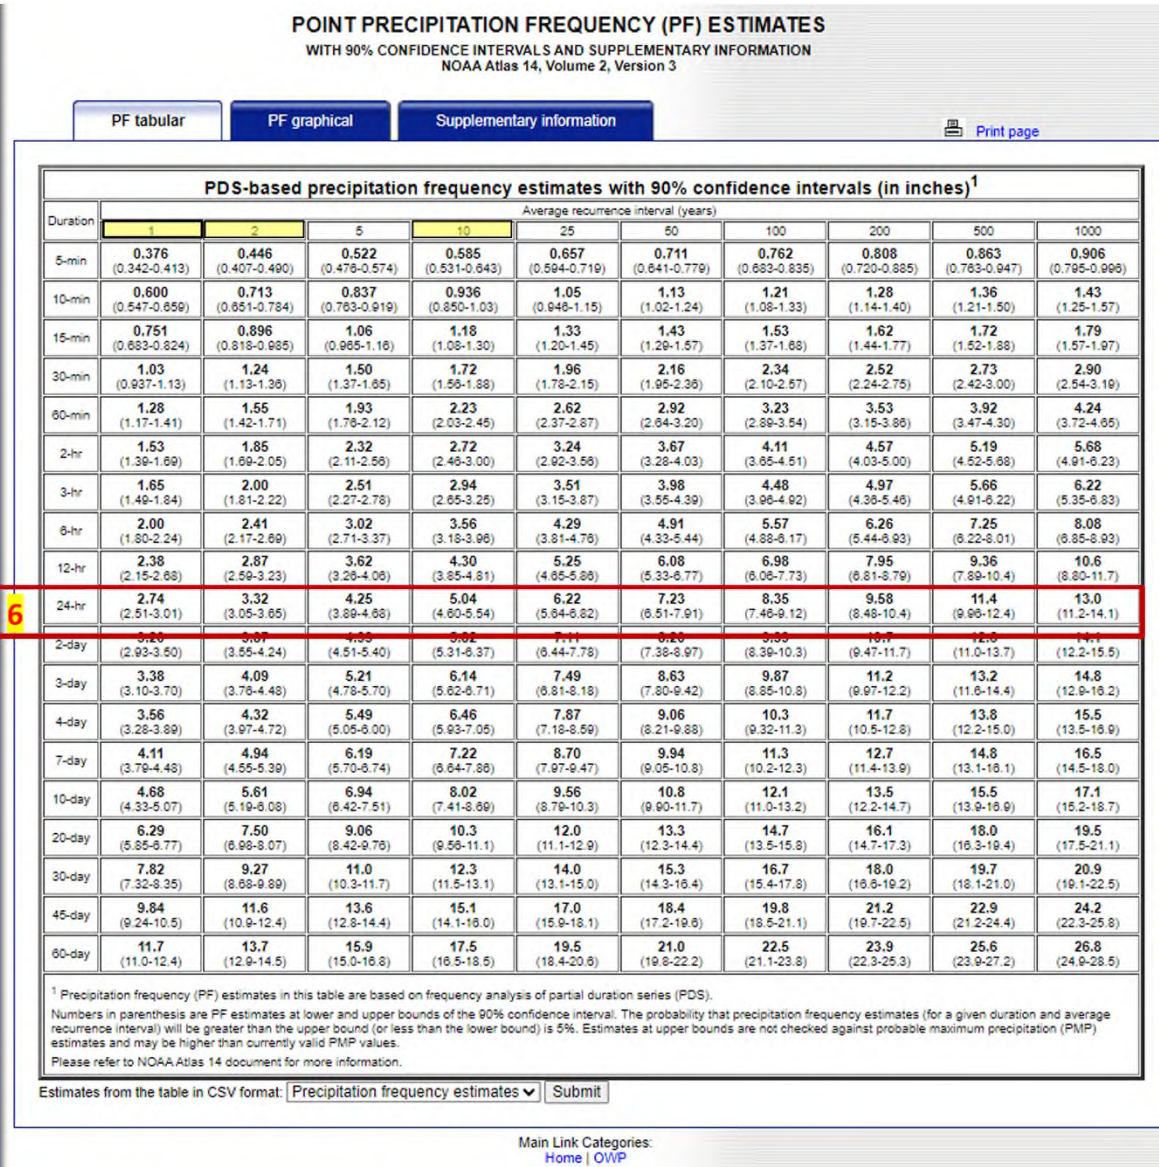 POINT PRECIPITATION FREQUENCY (PF) ESTIMATES
WITH 90% CONFIDENCE INTERVALS AND SUPPLEMENTARY INFORMATION
NOAA Atlas 14, Volume 2, Version 3
PF tabular PF graphical Supplementary information Print page
PDS-based precipitation frequency estimates with 90% confidence intervals (in inches)1
Duration Average recurrence interval (years)
1 2 5 10 25 50 100 200 500 1000
5-min 0.376 0.446 0.522 0.585 0.657 0.711 0.762 0.808 0.863 0.906
(0.342-0.413) (0.407-0.490) (0.476-0.574) (0.531-0.643) (0.594-0.719) (0.641-0.779) (0.683-0.835) (0.720-0.885) (0.763-0.947) (0.795-0.996)
10-min 0.600 0.713 0.837 0.936 1.05 1.13 1.21 1.28 1.36 1.43
(0.547-0.659) (0.651-0.784) (0.763-0.919) (0.850-1.03) (0.946-1.15) (1.02-1.24) (1.08-1.33) (1.14-1.40) (1.21-1.50) (1.25-1.57)
15-min 0.751 0.896 1.06 1.18 1.33 1.43 1.53 1.62 1.72 1.79
(0.683-0.824) (0.818-0.985) (0.965-1.16) (1.08-1.30) (1.20-1.45) (1.29-1.57) (1.37-1.68) (1.44-1.77) (1.52-1.88) (1.57-1.97)
30-min 1.03 1.24 1.50 1.72 1.96 2.16 2.34 2.52 2.73 2.90
(0.937-1.13) (1.13-1.36) (1.37-1.65) (1.56-1.88) (1.78-2.15) (1.95-2.36) (2.10-2.57) (2.24-2.75) (2.42-3.00) (2.54-3.19)
60-min 1.28 1.55 1.93 2.23 2.62 2.92 3.23 3.53 3.92 4.24
(1.17-1.41) (1.42-1.71) (1.76-2.12) (2.03-2.45) (2.37-2.87) (2.64-3.20) (2.89-3.54) (3.15-3.86) (3.47-4.30) (3.72-4.65)
2-hr 1.53 1.85 2.32 2.72 3.24 3.67 4.11 4.57 5.19 5.68
(1.39-1.69) (1.69-2.05) (2.11-2.56) (2.46-3.00) (2.92-3.56) (3.28-4.03) (3.65-4.51) (4.03-5.00) (4.52-5.68) (4.91-6.23)
3-hr 1.65 2.00 2.51 2.94 3.51 3.98 4.48 4.97 5.66 6.22
(1.49-1.84) (1.81-2.22) (2.27-2.78) (2.65-3.25) (3.15-3.87) (3.55-4.39) (3.96-4.92) (4.36-5.46) (4.91-6.22) (5.35-6.83)
6-hr 2.00 2.41 3.02 3.56 4.29 4.91 5.57 6.26 7.25 8.08
(1.80-2.24) (2.17-2.69) (2.71-3.37) (3.18-3.96) (3.81-4.76) (4.33-5.44) (4.88-6.17) (5.44-6.93) (6.22-8.01) (6.85-8.93)
12-hr 2.38 2.87 3.62 4.30 5.25 6.08 6.98 7.95 9.36 10.6
(2.15-2.68) (2.59-3.23) (3.26-4.06) (3.85-4.81) (4.65-5.86) (5.33-6.77) (6.06-7.73) (6.81-8.79) (7.89-10.4) (8.80-11.7)
6 24-hr 2.74 3.32 4.25 5.04 6.22 7.23 8.35 9.58 11.4 13.0
(2.51-3.01) (3.05-3.65) (3.89-4.68) (4.60-5.54) (5.64-6.82) (6.51-7.91) (7.46-9.12) (8.48-10.4) (9.96-12.4) (11.2-14.1)
2-day
(2.93-3.50) (3.55-4.24) (4.51-5.40) (5.31-6.37) (6.44-7.78) (7.38-8.97) (8.39-10.3) (9.47-11.7) (11.0-13.7) (12.2-15.5)
3-day 3.38 4.09 5.21 6.14 7.49 8.63 9.87 11.2 13.2 14.8
(3.10-3.70) (3.76-4.48) (4.78-5.70) (5.62-6.71) (6.81-8.18) (7.80-9.42) (8.85-10.8) (9.97-12.2) (11.6-14.4) (12.9-16.2)
4-day 3.56 4.32 5.49 6.46 7.87 9.06 10.3 11.7 13.8 15.5
(3.28-3.89) (3.97-4.72) (5.05-6.00) (5.93-7.05) (7.18-8.59) (8.21-9.88) (9.32-11.3) (10.5-12.8) (12.2-15.0) (13.5-16.9)
7-day 4.11 4.94 6.19 7.22 8.70 9.94 11.3 12.7 14.8 16.5
(3.79-4.48) (4.55-5.39) (5.70-6.74) (6.64-7.86) (7.97-9.47) (9.05-10.8) (10.2-12.3) (11.4-13.9) (13.1-16.1) (14.5-18.0)
10-day 4.68 5.61 6.94 8.02 9.56 10.8 12.1 13.5 15.5 17.1
(4.33-5.07) (5.19-6.08) (6.42-7.51) (7.41-8.69) (8.79-10.3) (9.90-11.7) (11.0-13.2) (12.2-14.7) (13.9-16.9) (15.2-18.7)
20-day 6.29 7.50 9.06 10.3 12.0 13.3 14.7 16.1 18.0 19.5
(5.85-6.77) (6.98-8.07) (8.42-9.76) (9.56-11.1) (11.1-12.9) (12.3-14.4) (13.5-15.8) (14.7-17.3) (16.3-19.4) (17.5-21.1)
30-day 7.82 9.27 11.0 12.3 14.0 15.3 16.7 18.0 19.7 20.9
(7.32-8.35) (8.68-9.89) (10.3-11.7) (11.5-13.1) (13.1-15.0) (14.3-16.4) (15.4-17.8) (16.6-19.2) (18.1-21.0) (19.1-22.5)
45-day 9.84 11.6 13.6 15.1 17.0 18.4 19.8 21.2 22.9 24.2
(9.24-10.5) (10.9-12.4) (12.8-14.4) (14.1-16.0) (15.9-18.1) (17.2-19.6) (18.5-21.1) (19.7-22.5) (21.2-24.4) (22.3-25.8)
60-day 11.7 13.7 15.9 17.5 19.5 21.0 22.5 23.9 25.6 26.8
(11.0-12.4) (12.9-14.5) (15.0-16.8) (16.5-18.5) (18.4-20.6) (19.8-22.2) (21.1-23.8) (22.3-25.3) (23.9-27.2) (24.9-28.5)
1 Precipitation frequency (PF) estimates in this table are based on frequency analysis of partial duration series (PDS).
Numbers in parenthesis are PF estimates at lower and upper bounds of the 90% confidence interval. The probability that precipitation frequency estimates (for a given duration and average
recurrence interval) will be greater than the upper bound (or less than the lower bound) is 5%. Estimates at upper bounds are not checked against probable maximum precipitation (PMP)
estimates and may be higher than currently valid PMP values.
Please refer to NOAA Atlas 14 document for more information.
Estimates from the table in CSV format: Precipitation frequency estimates Submit
Main Link Categories:
Home | OWP